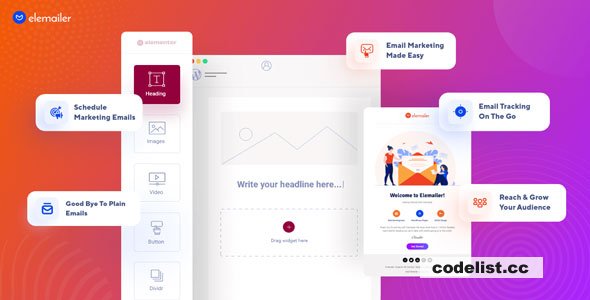 elemailer
elementor
Heading
Images
Video
Button
Dividi
Schedule
Marketing Emails
Good Bye To Plain
Emails
Write your headline here...
Drag widget here
Email Marketing
Made Easy
Email Tracking
On The Go
Reach & Grow
Your Audience
elemailer
Welcome to Elemailer!
codelist.cc